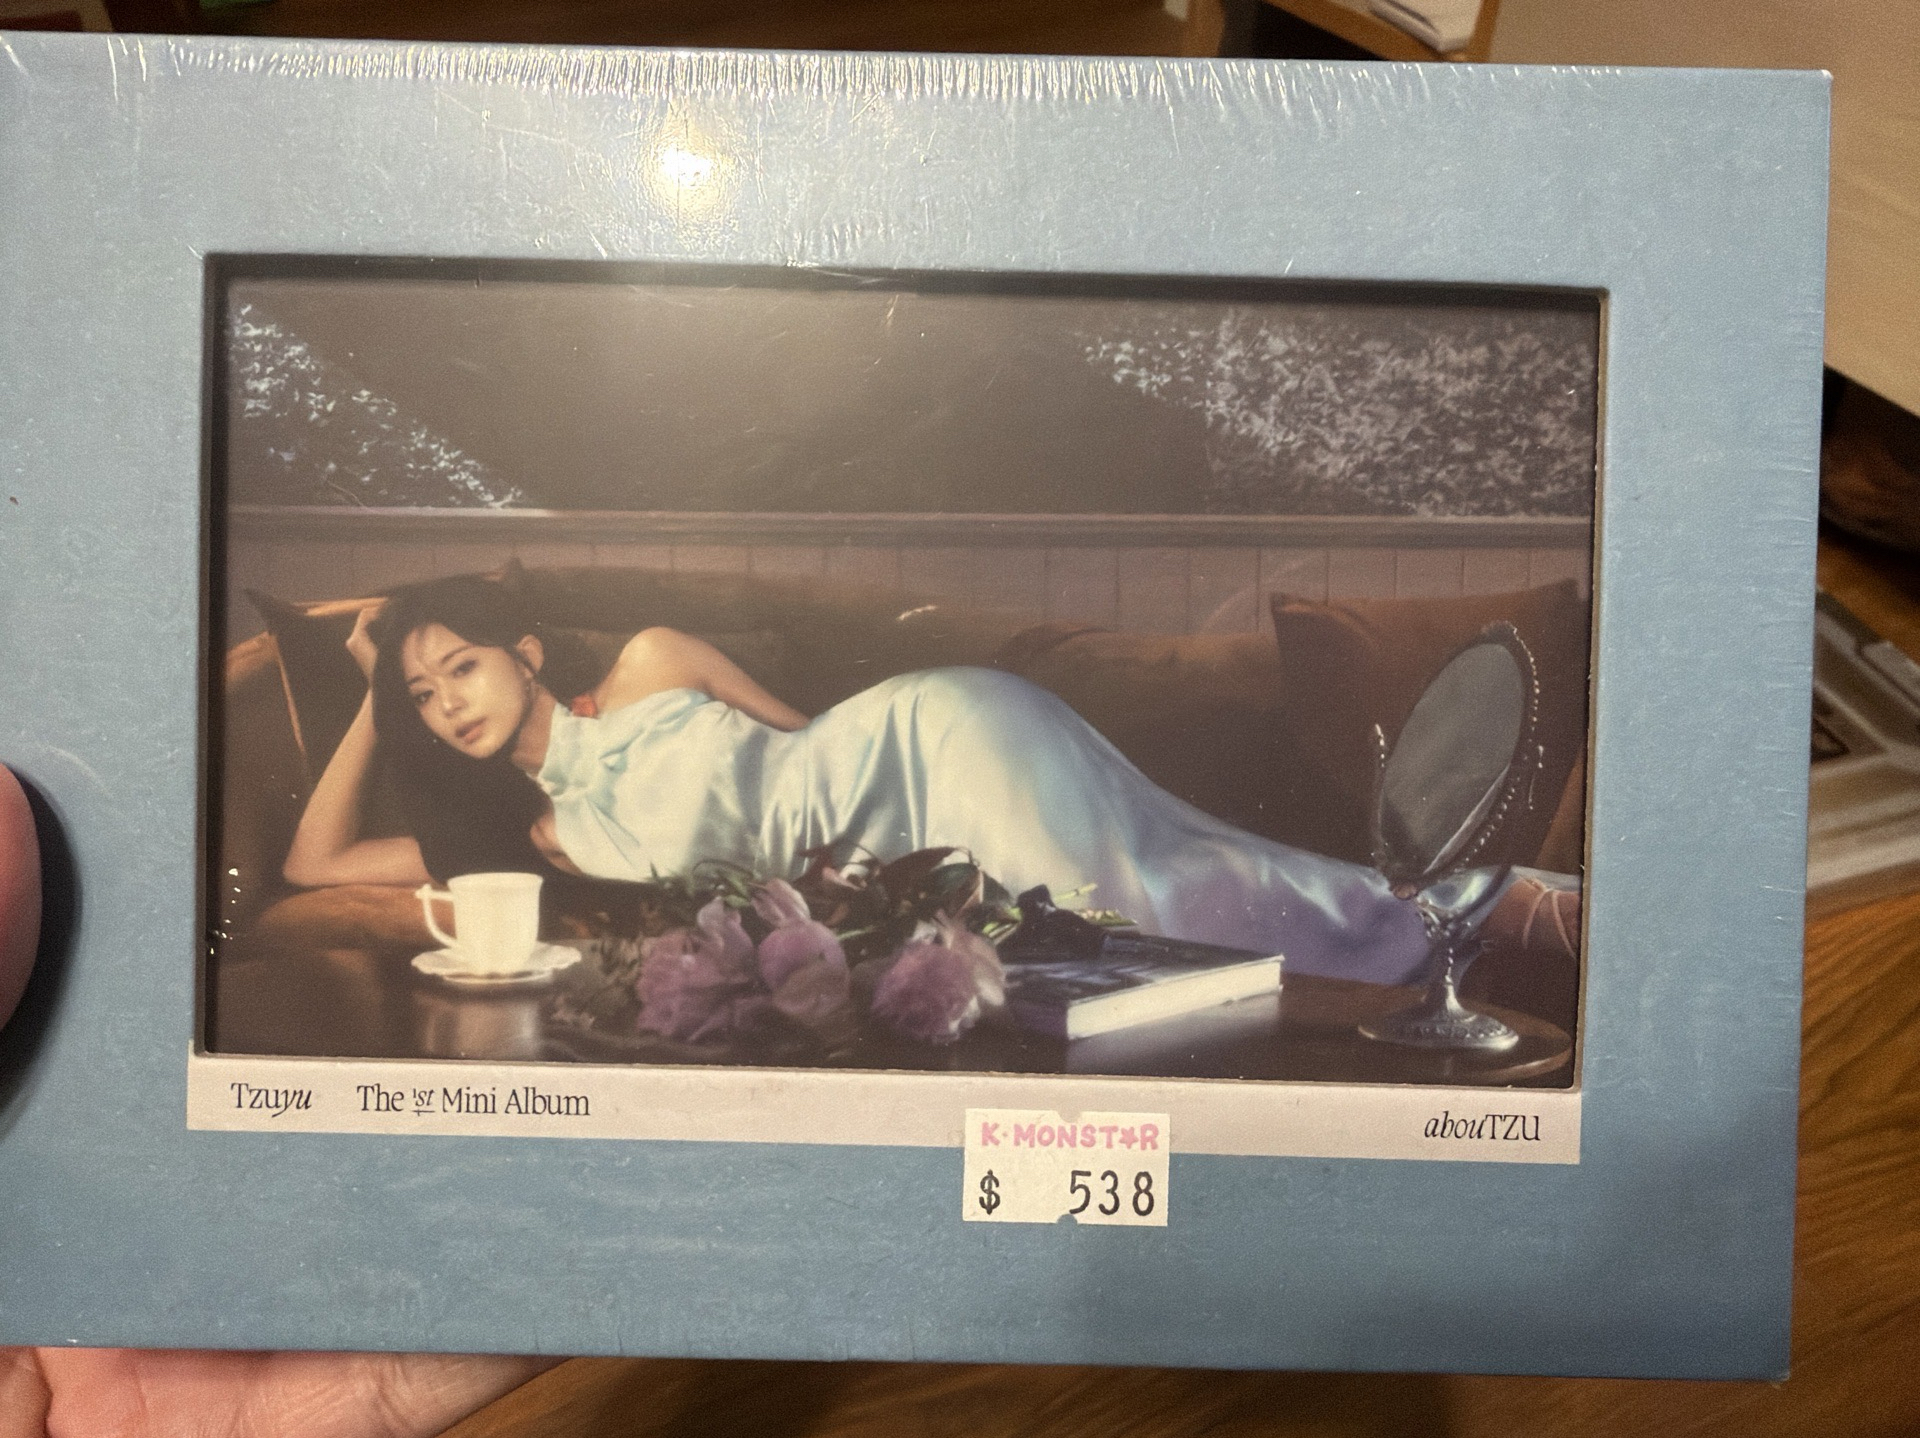 Tzuyu The 1st Mini Album
abouTZU
K·MONST★R
$ 538